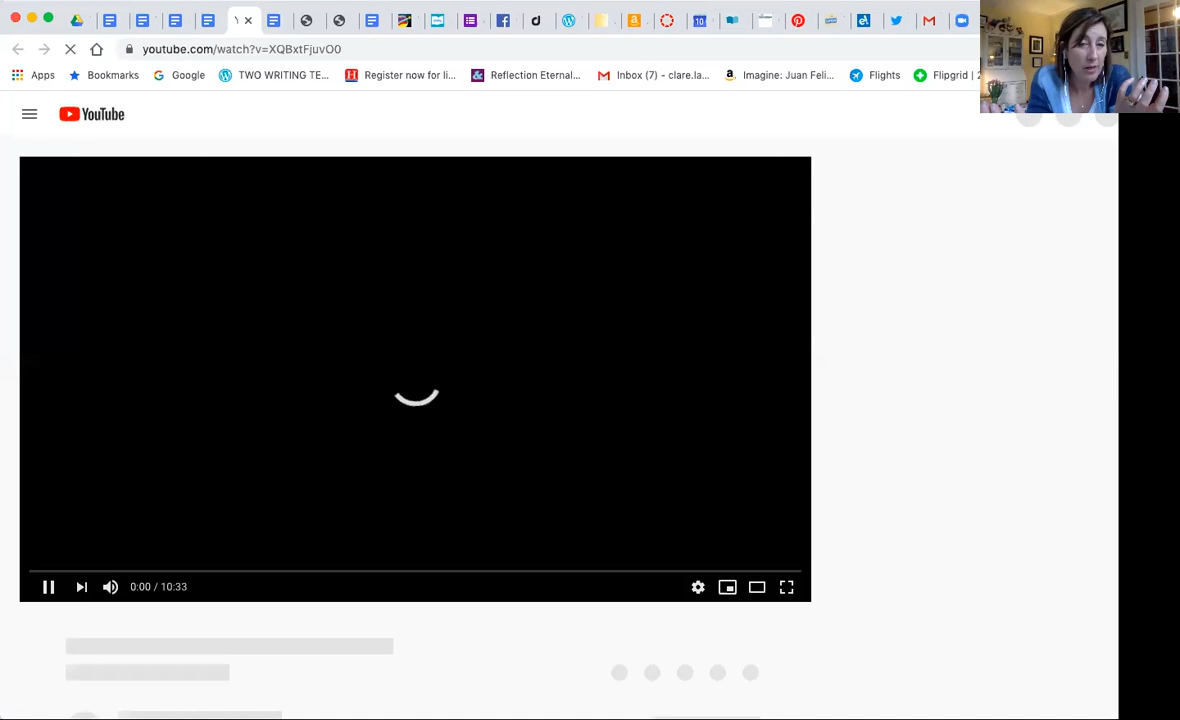 youtube.com/watch?v=XQBxtFjuvO0
Apps Bookmarks Google TWO WRITING TE... Register now for li... Reflection Eternal... Inbox (7) - clare.la... Imagine: Juan Feli... Flights Flipgrid | 2
YouTube
0:00 / 10:33